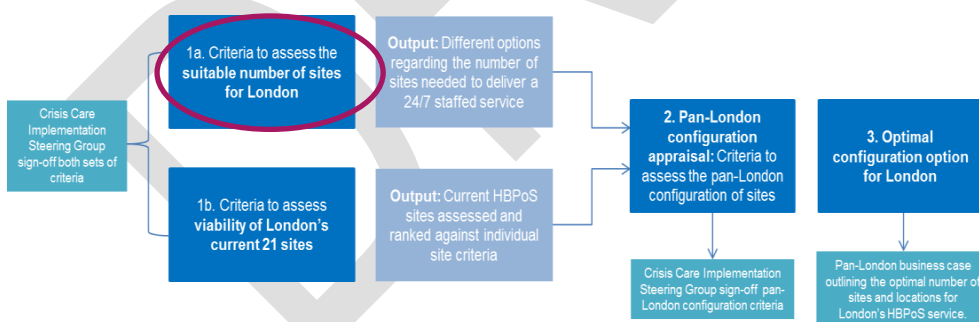 1a. Criteria to assess the
suitable number of sites
for London
Output: Different options
regarding the number of
sites needed to deliver a
24/7 staffed service
Crisis Care
Implementation
Steering Group
sign-off both sets of
criteria
2. Pan-London
configuration
appraisal: Criteria to
assess the pan-London
configuration of sites
3. Optimal
configuration option
for London
1b. Criteria to assess
viability of London's
current 21 sites
Output: Current HBPoS
sites assessed and
ranked against individual
site criteria
Crisis Care Implementation
Steering Group sign-off pan-
London configuration criteria
Pan-London business case
outlining the optimal number of
sites and locations for
London's HBPoS service.